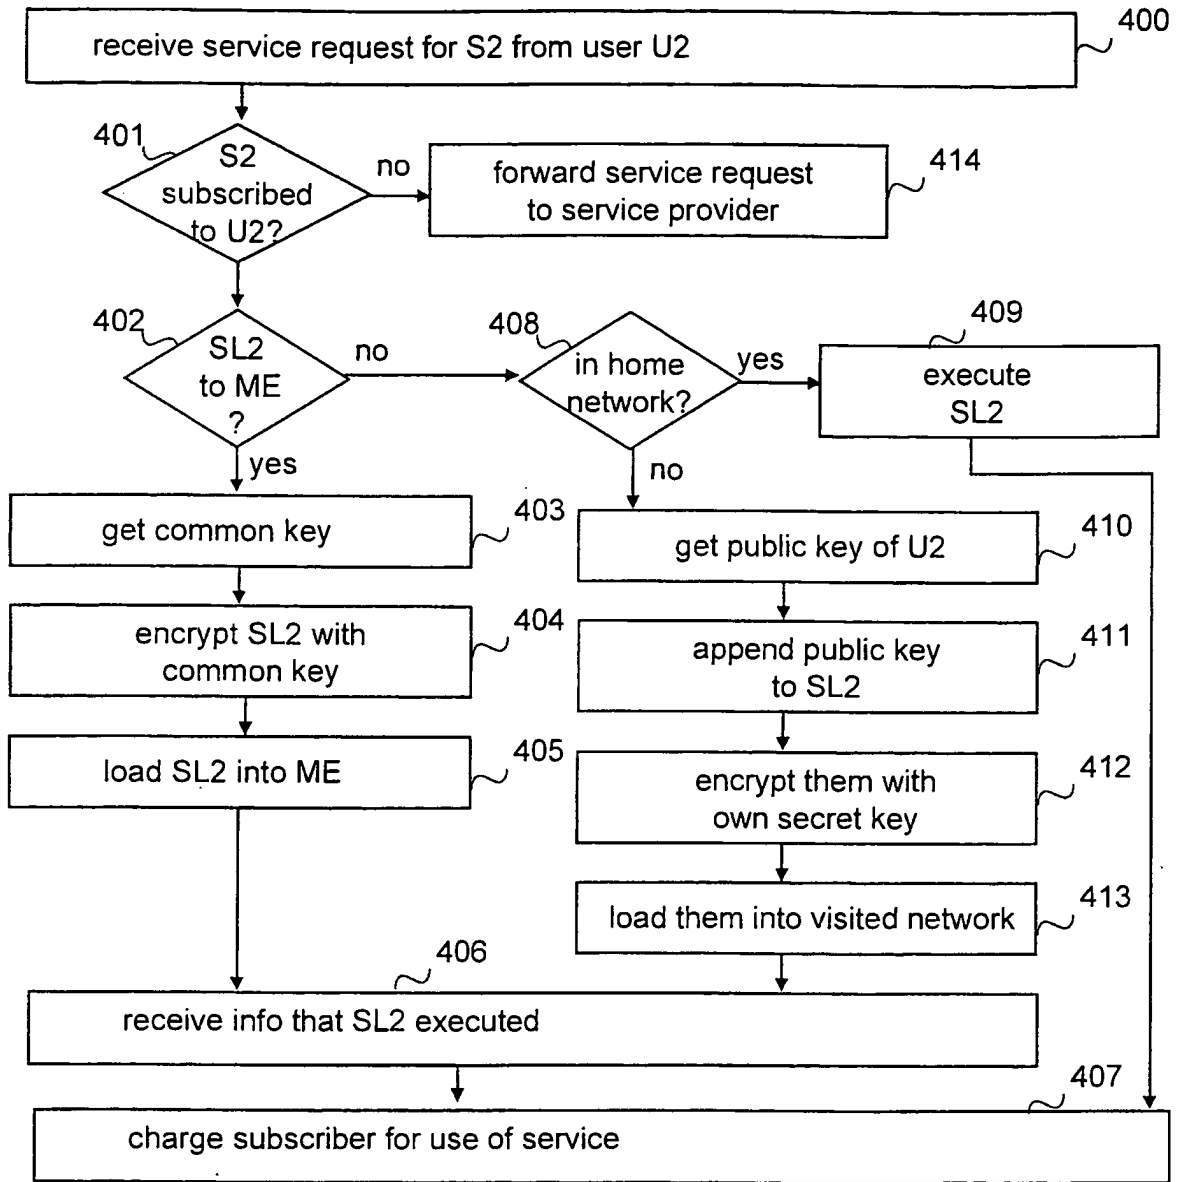 receive service request for S2 from user U2
400
401
S2
subscribed
to U2?
no
forward service request
to service provider
414
402
SL2
to ME
?
no
408
in home
network?
yes
409
execute
SL2
yes
no
get common key
403
get public key of U2
410
encrypt SL2 with
common key
404
append public key
to SL2
411
load SL2 into ME
405
encrypt them with
own secret key
412
load them into visited network
413
406
receive info that SL2 executed
407
charge subscriber for use of service